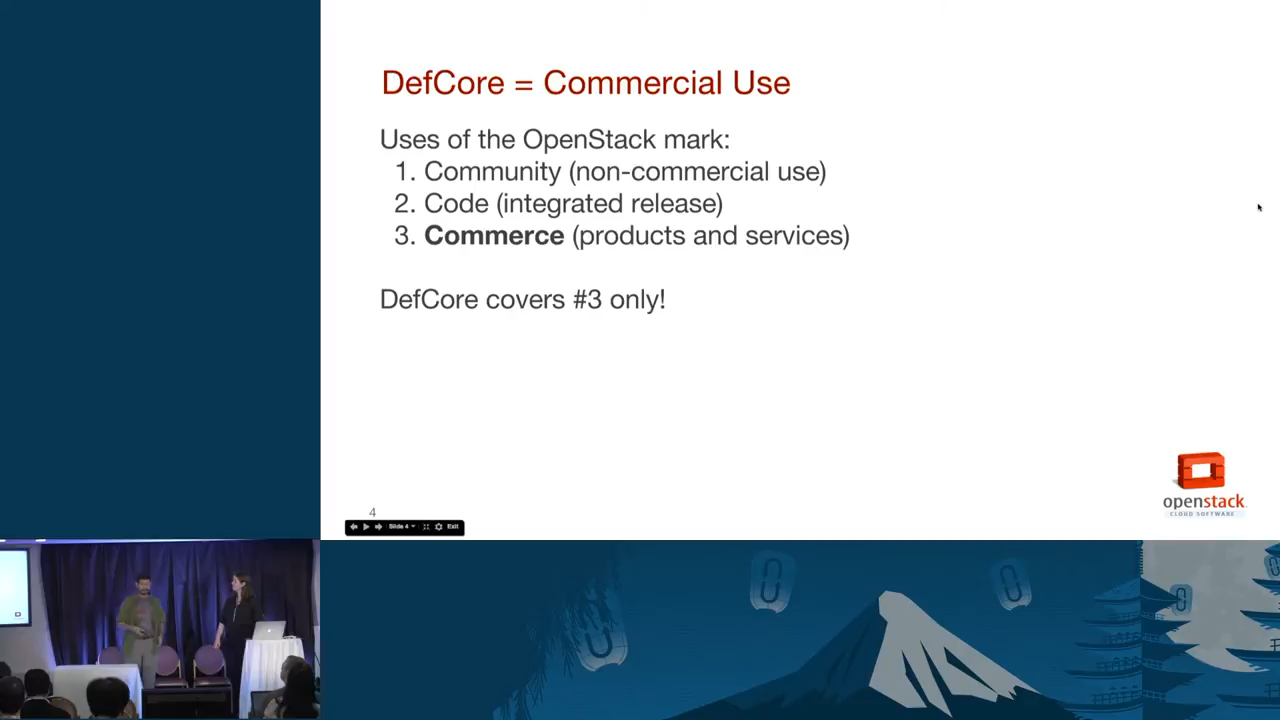 DefCore = Commercial Use
Uses of the OpenStack mark:
1. Community (non-commercial use)
2. Code (integrated release)
3. Commerce (products and services)
DefCore covers #3 only!
openstack
CLOUD SOFTWARE
4
Slide 4
Exit